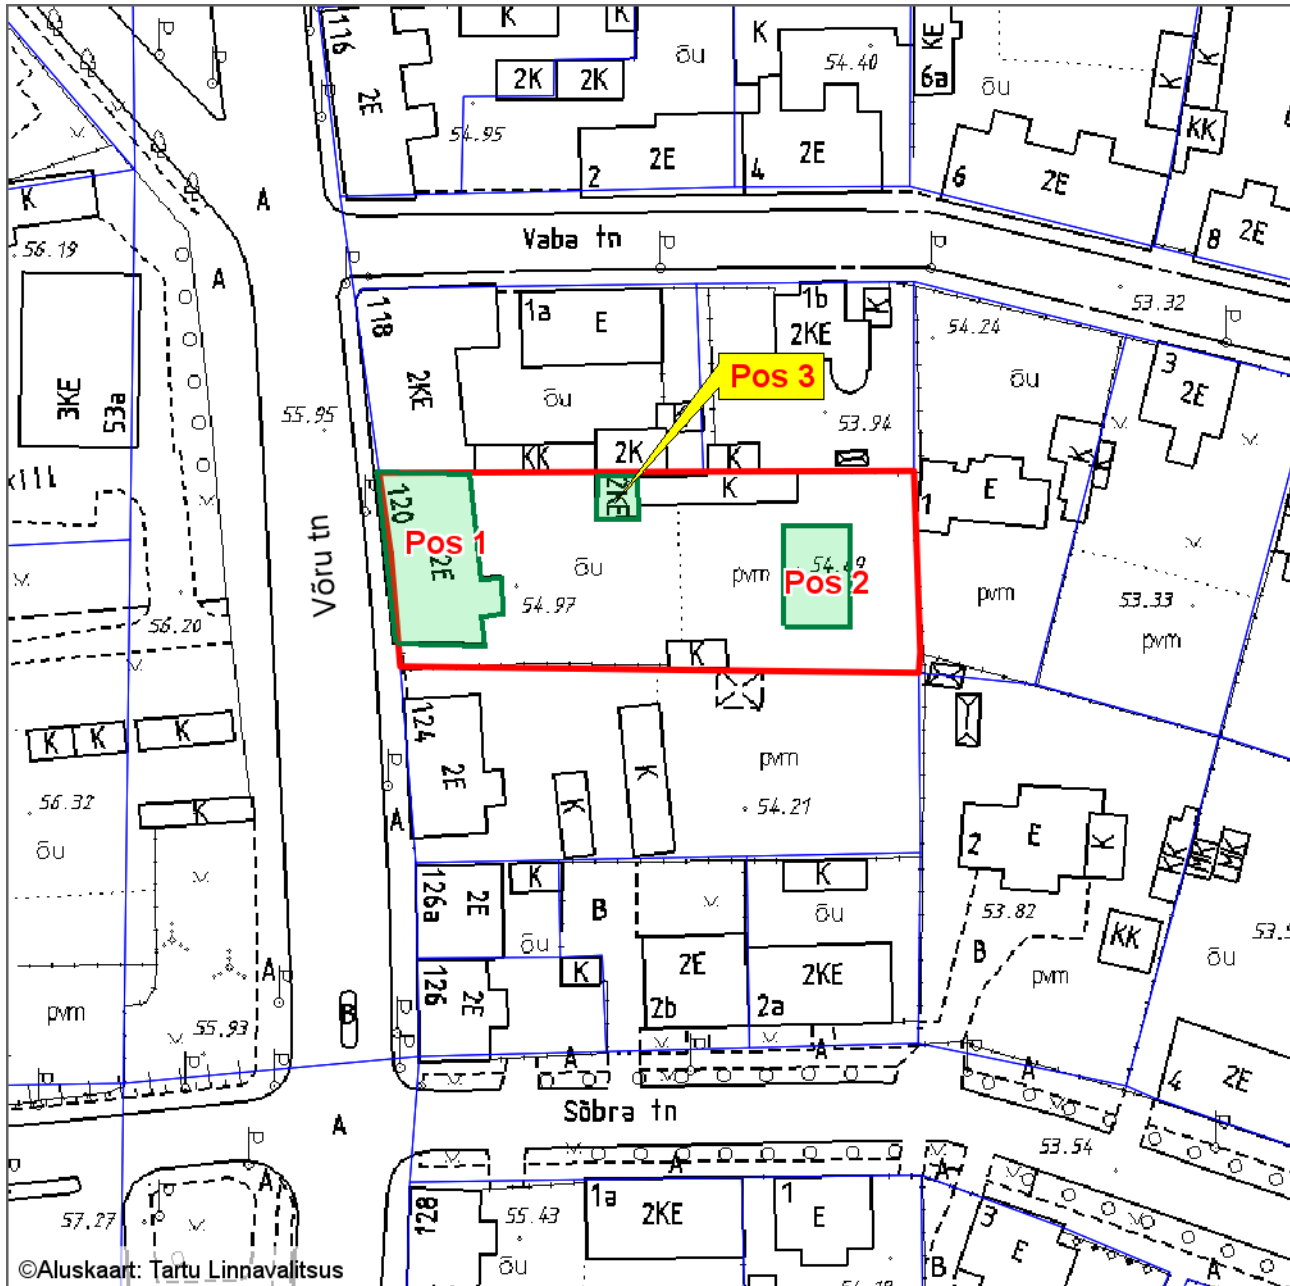 116
K
K
K
KE
6a
54.40
2K
2K
õu
2E
54.95
2E
2
2E
4
õu
K
K
KK
6
2E
8
2E
K
A
56.19
A
Vaba tn
53.32
118
1a
E
1b
K
2KE
54.24
3
2E
3KE
53a
2KE
õu
Pos 3
õu
55.95
53.94
KK
2K
K
K
120
2KE
K
1
E
Pos 1
2E
õu
54.97
pvm
Pos 2
pvm
53.33
pvm
Võru tn
56.20
K
124
2E
K
K
K
K
K
pvm
54.21
56.32
K
A
õu
2
E
K
KK
MK
MK
126a
2E
K
B
K
õu
53.82
õu
KK
B
õu
126
2E
K
2E
2b
2KE
2a
pvm
A
B
pvm
55.93
A
A
A
4
2E
Sõbra tn
A
A
A
A
53.54
57.27
128
55.43
õu
1a
2KE
1
E
3
E
B
A
©Aluskaart: Tartu Linnavalitsus